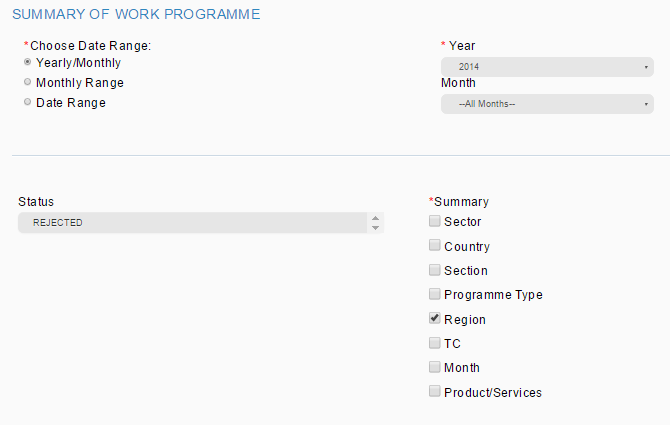 SUMMARY OF WORK PROGRAMME
*Choose Date Range:
Yearly/Monthly
Monthly Range
Date Range
* Year
2014
Month
--All Months--
Status
REJECTED
*Summary
Sector
Country
Section
Programme Type
Region
TC
Month
Product/Services